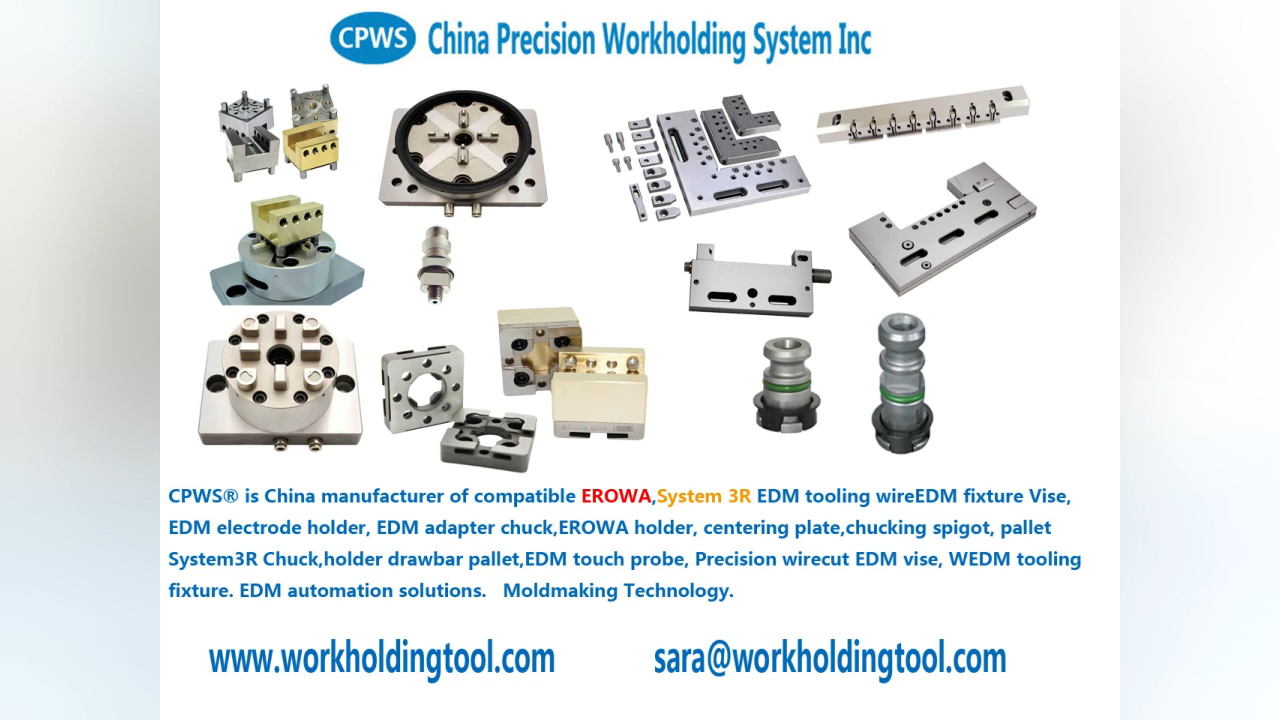 CPWS China Precision Workholding System Inc
CPWS® is China manufacturer of compatible EROWA,System 3R EDM tooling wireEDM fixture Vise,
EDM electrode holder, EDM adapter chuck,EROWA holder, centering plate,chucking spigot, pallet
System3R Chuck,holder drawbar pallet,EDM touch probe, Precision wirecut EDM vise, WEDM tooling
fixture. EDM automation solutions.   Moldmaking Technology.
www.workholdingtool.com sara@workholdingtool.com